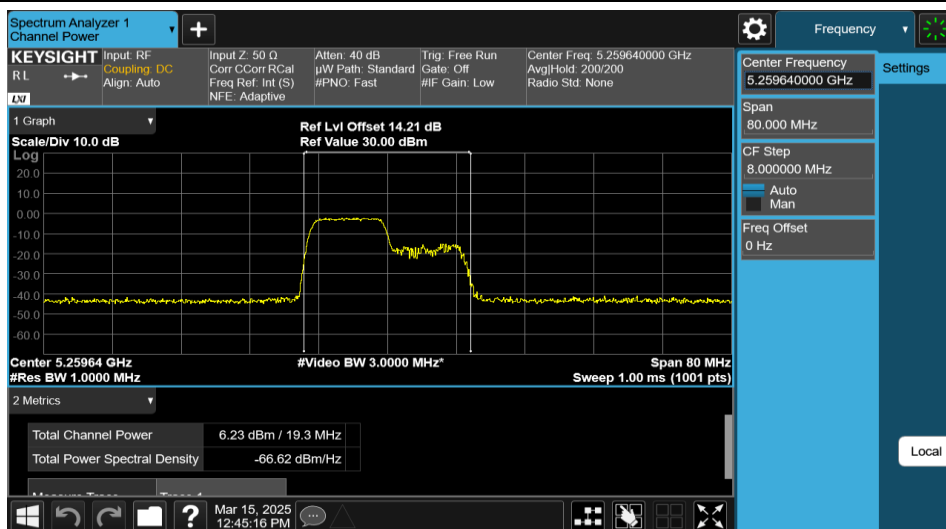 Spectrum Analyzer 1
Channel Power
Frequency
KEYSIGHT
Input: RF
Coupling: DC
Align: Auto
Input Z: 50 Ω
Corr CCorr RCal
Freq Ref: Int (S)
NFE: Adaptive
Atten: 40 dB
µW Path: Standard
#PNO: Fast
Trig: Free Run
Gate: Off
#IF Gain: Low
Center Freq: 5.259640000 GHz
Avg|Hold: 200/200
Radio Std: None
RL
LXI
Center Frequency
5.259640000 GHz
Settings
Span
80.000 MHz
CF Step
8.000000 MHz
Auto
Man
Freq Offset
0 Hz
1 Graph
Scale/Div 10.0 dB
Ref Lvl Offset 14.21 dB
Ref Value 30.00 dBm
Log
20.0
10.0
0.00
-10.0
-20.0
-30.0
-40.0
-50.0
-60.0
Center 5.25964 GHz
#Video BW 3.0000 MHz*
Span 80 MHz
#Res BW 1.0000 MHz
Sweep 1.00 ms (1001 pts)
2 Metrics
Total Channel Power 6.23 dBm / 19.3 MHz
Total Power Spectral Density -66.62 dBm/Hz
Local
Mar 15, 2025
12:45:16 PM